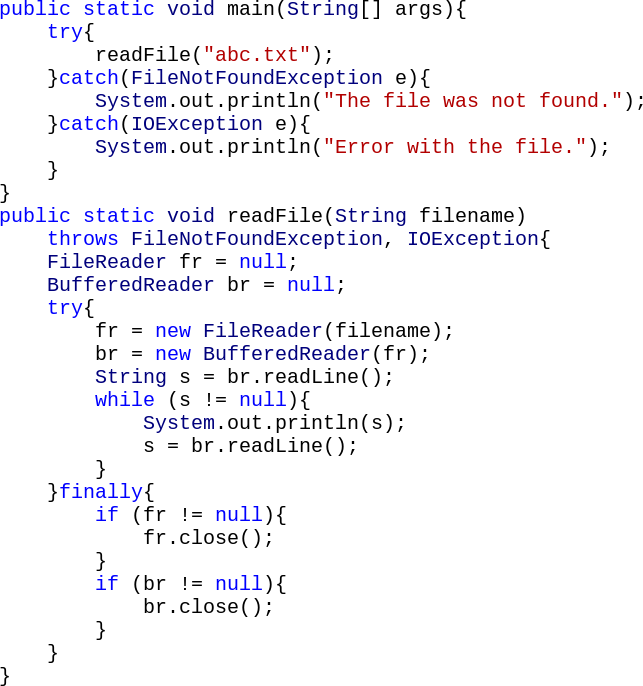 public static void main(String[] args){
    try{
        readFile("abc.txt");
    }catch(FileNotFoundException e){
        System.out.println("The file was not found.");
    }catch(IOException e){
        System.out.println("Error with the file.");
    }
}
public static void readFile(String filename)
    throws FileNotFoundException, IOException{
    FileReader fr = null;
    BufferedReader br = null;
    try{
        fr = new FileReader(filename);
        br = new BufferedReader(fr);
        String s = br.readLine();
        while (s != null){
            System.out.println(s);
            s = br.readLine();
        }
    }finally{
        if (fr != null){
            fr.close();
        }
        if (br != null){
            br.close();
        }
    }
}